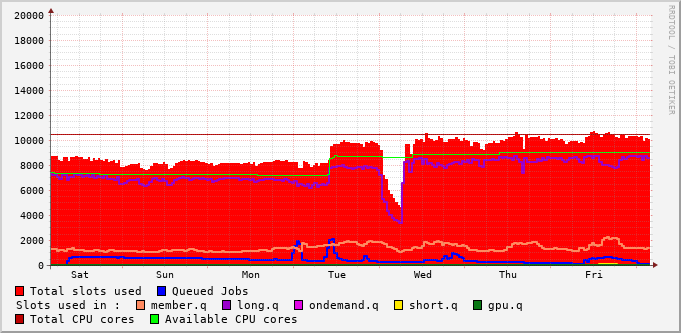 20000
18000
16000
14000
12000
10000
8000
6000
4000
2000
0
Sat Sun Mon Tue Wed Thu Fri
Total slots used Queued Jobs
Slots used in : member.q long.q ondemand.q short.q gpu.q
Total CPU cores Available CPU cores
RRDTOOL / TOBI OETIKER